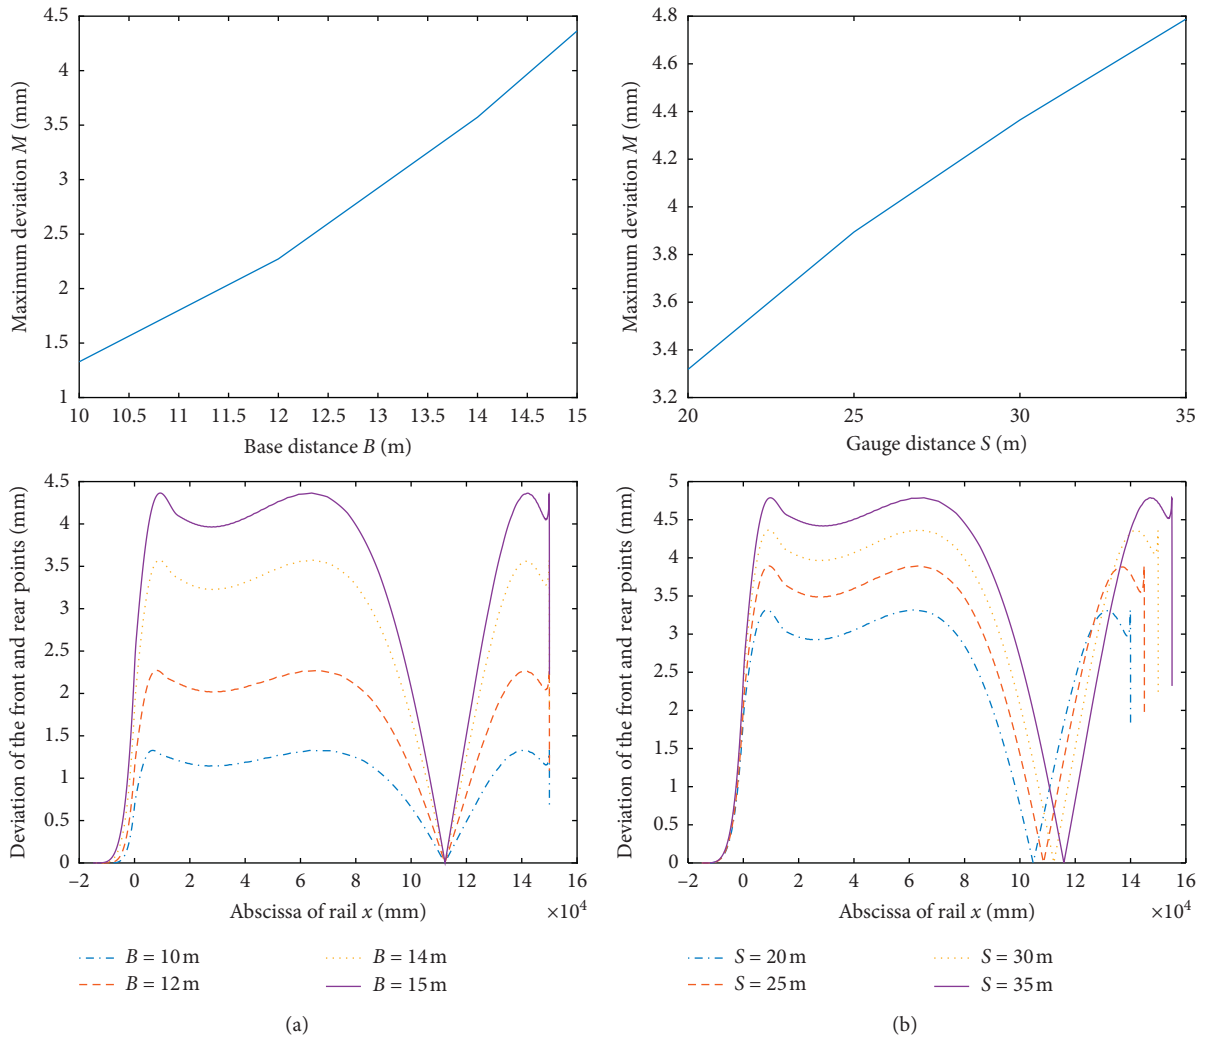 4.5
4
3.5
3
2.5
2
1.5
1
Maximum deviation M (mm)
10 10.5 11 11.5 12 12.5 13 13.5 14 14.5 15
Base distance B (m)
4.8
4.6
4.4
4.2
4
3.8
3.6
3.4
3.2
Maximum deviation M (mm)
20 25 30 35
Gauge distance S (m)
4.5
4
3.5
3
2.5
2
1.5
1
0.5
0
Deviation of the front and rear points (mm)
−2 0 2 4 6 8 10 12 14 16
Abscissa of rail x (mm)
×10⁴
B = 10 m
B = 12 m
B = 14 m
B = 15 m
(a)
5
4.5
4
3.5
3
2.5
2
1.5
1
0.5
0
Deviation of the front and rear points (mm)
−2 0 2 4 6 8 10 12 14 16
Abscissa of rail x (mm)
×10⁴
S = 20 m
S = 25 m
S = 30 m
S = 35 m
(b)